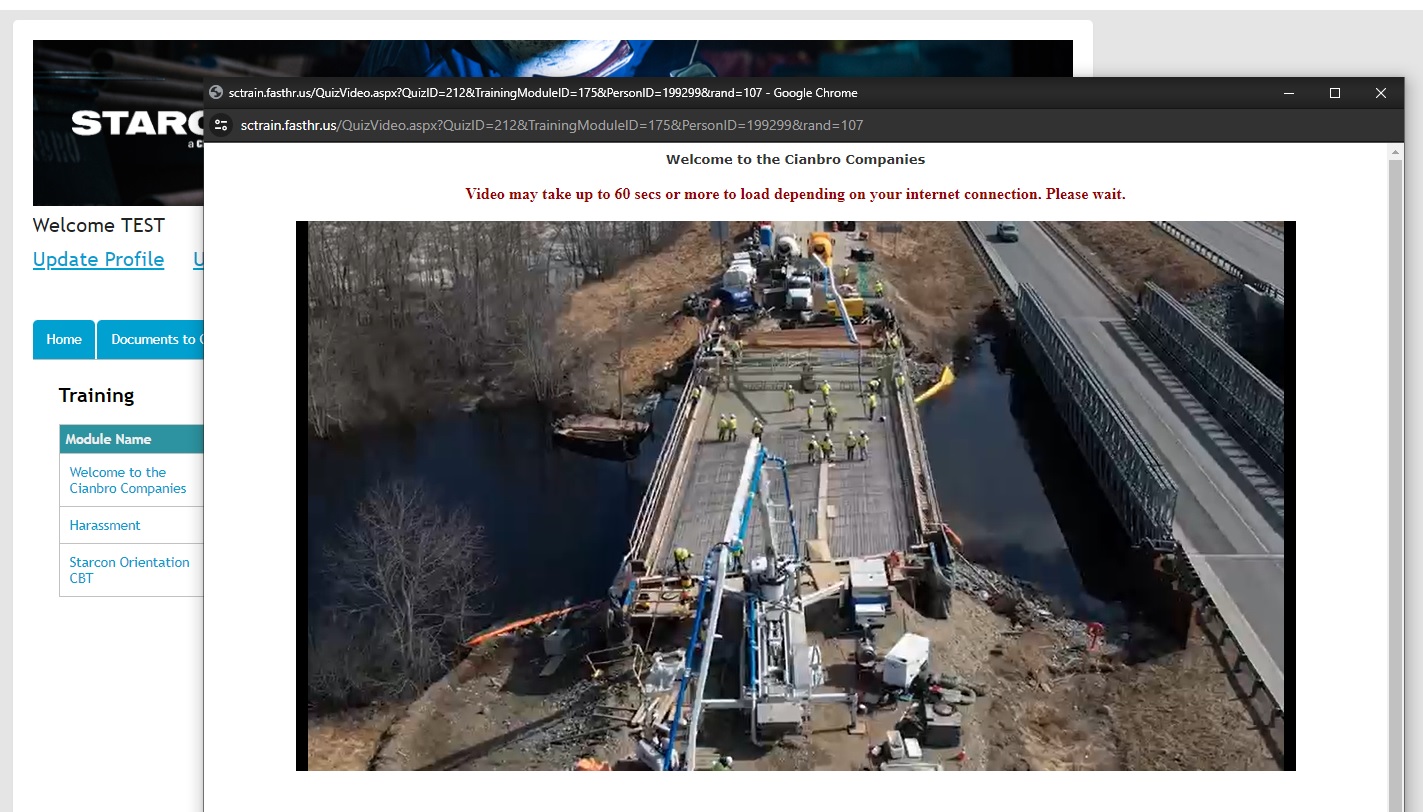 STARC
a C
Welcome TEST
Update Profile U
Home Documents to C
Training
Module Name
Welcome to the
Cianbro Companies
Harassment
Starcon Orientation
CBT
sctrain.fasthr.us/QuizVideo.aspx?QuizID=212&TrainingModuleID=175&PersonID=199299&rand=107 - Google Chrome
sctrain.fasthr.us/QuizVideo.aspx?QuizID=212&TrainingModuleID=175&PersonID=199299&rand=107
Welcome to the Cianbro Companies
Video may take up to 60 secs or more to load depending on your internet connection. Please wait.